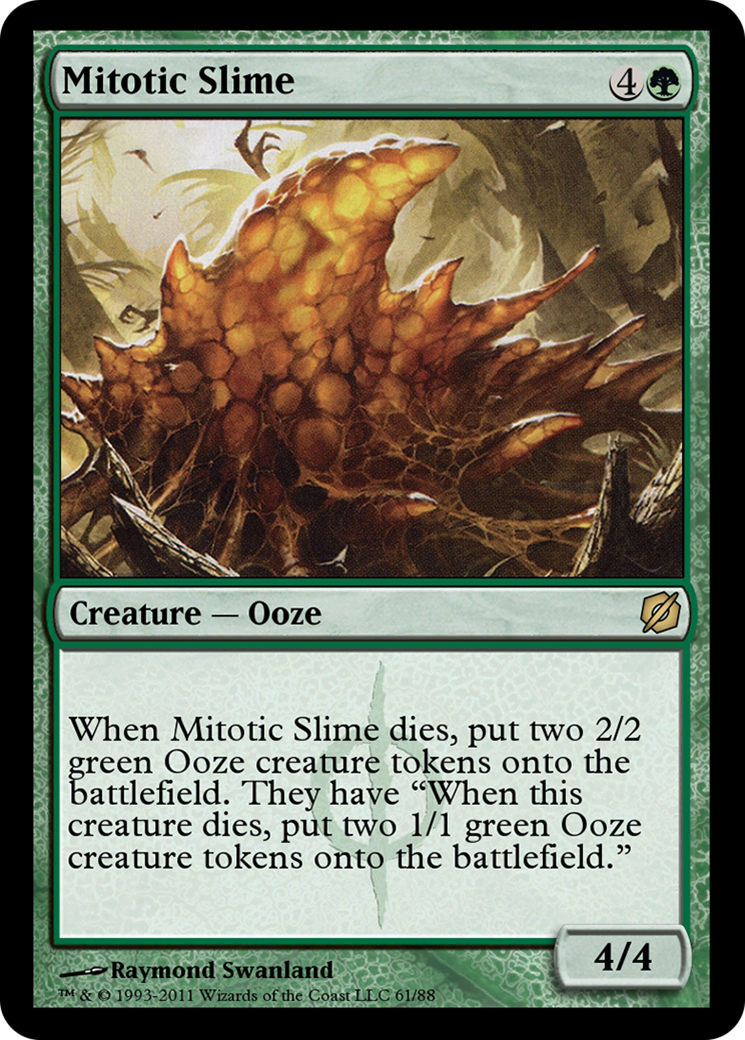 Mitotic Slime 4
Creature — Ooze
When Mitotic Slime dies, put two 2/2
green Ooze creature tokens onto the
battlefield. They have “When this
creature dies, put two 1/1 green Ooze
creature tokens onto the battlefield.”
4/4
Raymond Swanland
™ & © 1993-2011 Wizards of the Coast LLC 61/88